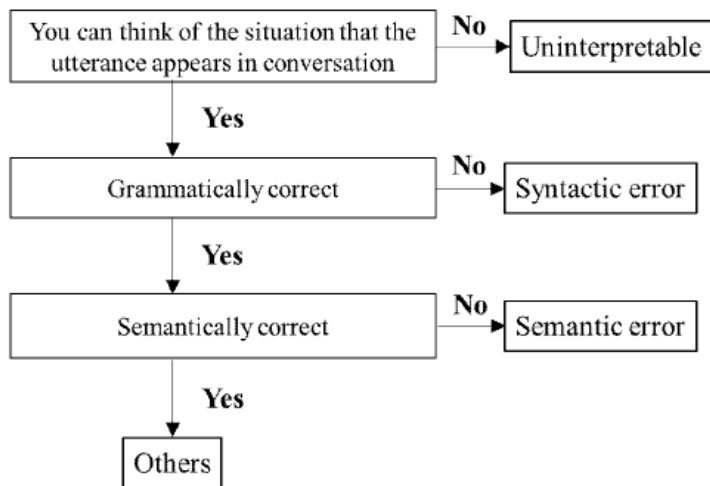 You can think of the situation that the
utterance appears in conversation
No
Uninterpretable
Yes
Grammatically correct
No
Syntactic error
Yes
Semantically correct
No
Semantic error
Yes
Others